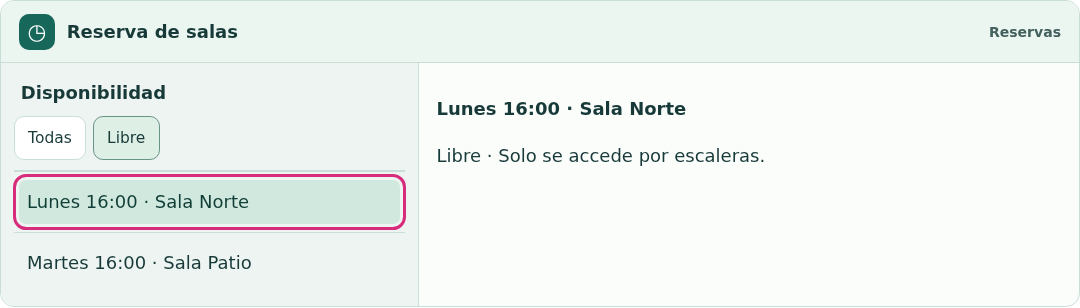 Reserva de salas
Reservas
Disponibilidad
Todas
Libre
Lunes 16:00 · Sala Norte
Martes 16:00 · Sala Patio
Lunes 16:00 · Sala Norte
Libre · Solo se accede por escaleras.